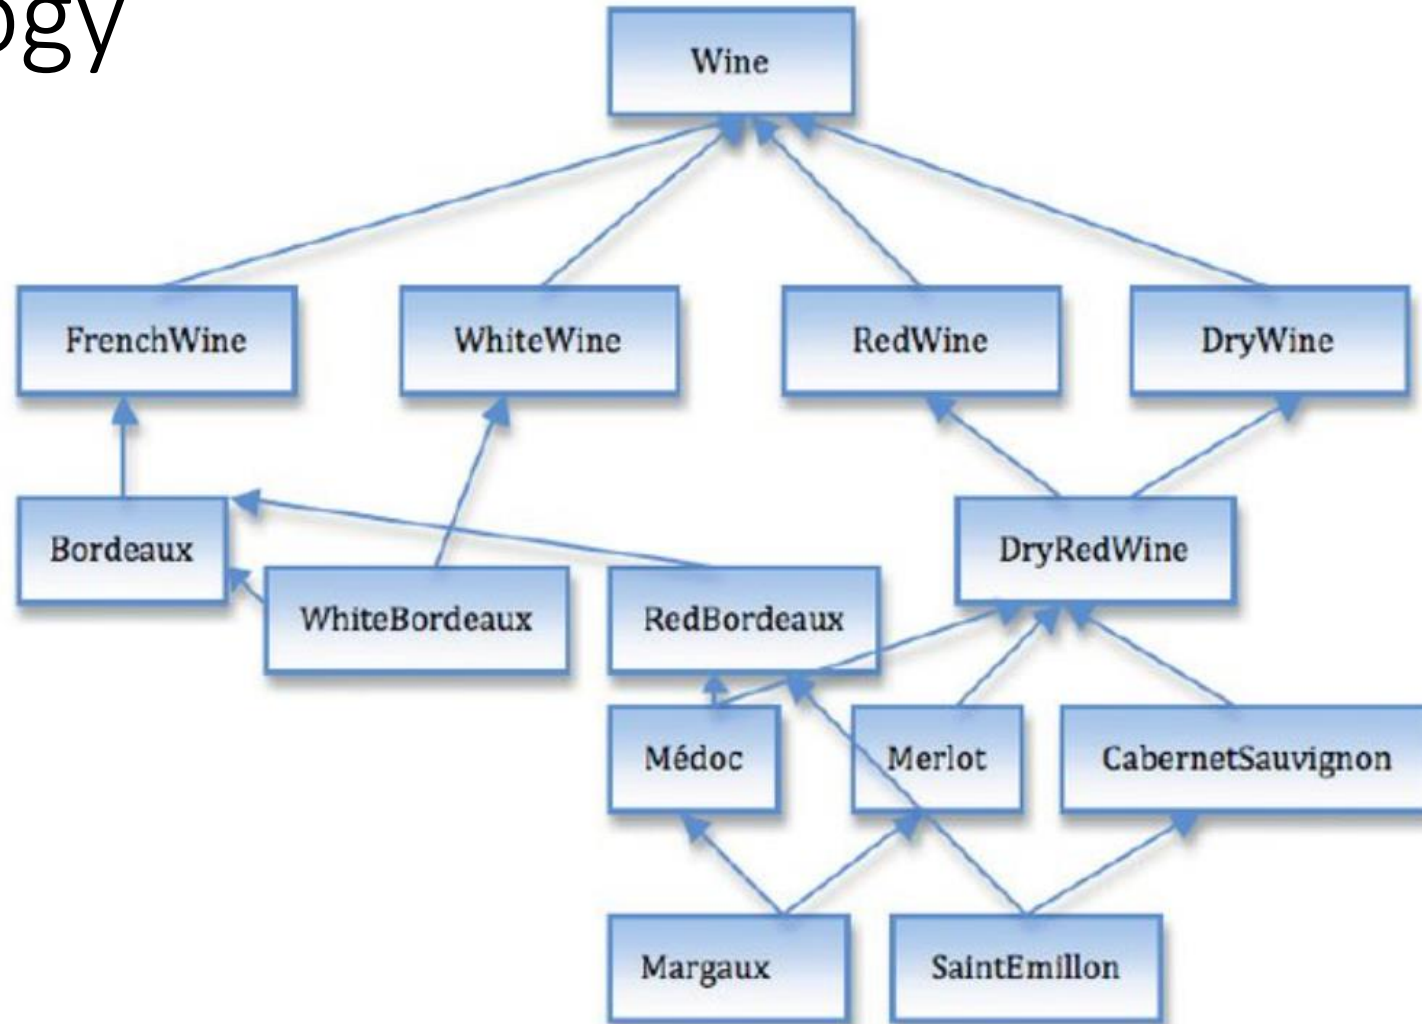 ogy
Wine
FrenchWine
WhiteWine
RedWine
DryWine
Bordeaux
DryRedWine
WhiteBordeaux
RedBordeaux
Médoc
Merlot
CabernetSauvignon
Margaux
SaintEmillon